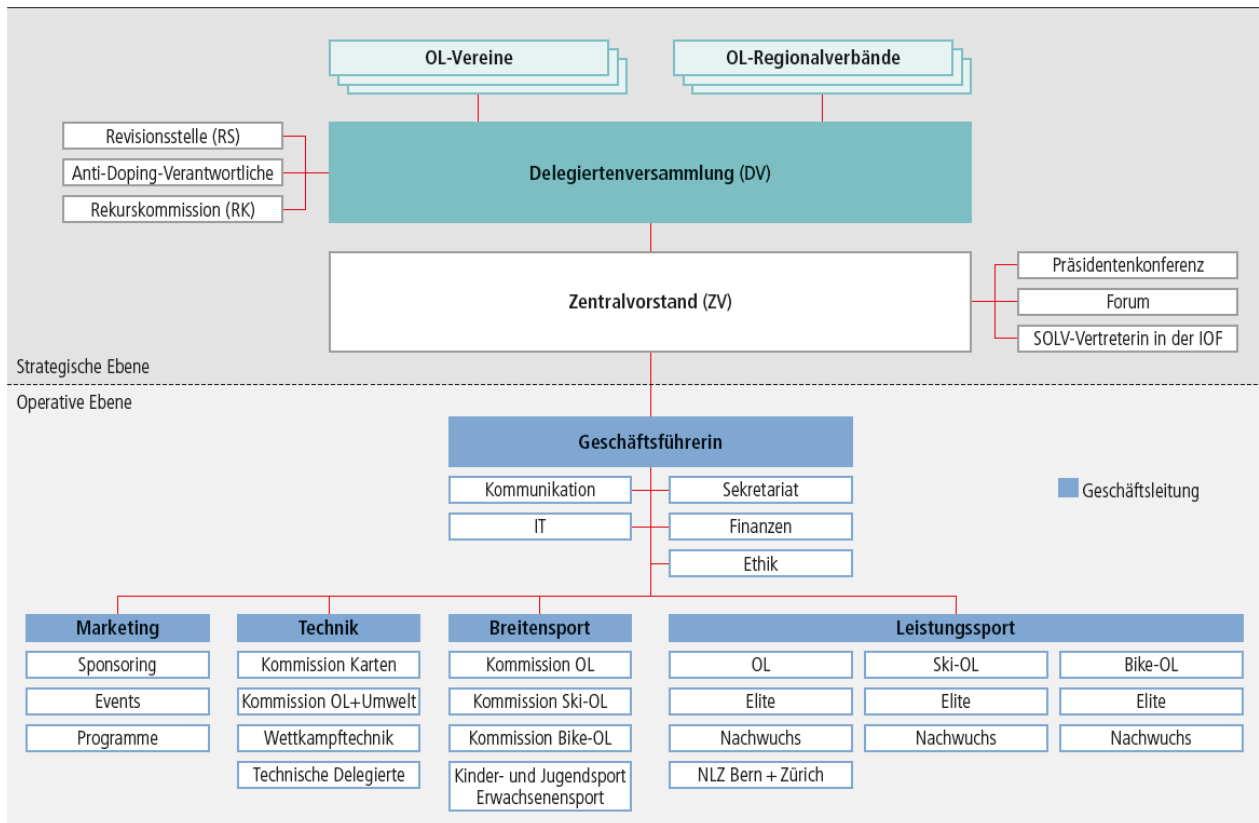 OL-Vereine
OL-Regionalverbände
Revisionsstelle (RS)
Anti-Doping-Verantwortliche
Rekurskommission (RK)
Delegiertenversammlung (DV)
Zentralvorstand (ZV)
Präsidentenkonferenz
Forum
SOLV-Vertreterin in der IOF
Strategische Ebene
Operative Ebene
Geschäftsführerin
Kommunikation
Sekretariat
IT
Finanzen
Ethik
Geschäftsleitung
Marketing
Sponsoring
Events
Programme
Technik
Kommission Karten
Kommission OL+Umwelt
Wettkampftechnik
Technische Delegierte
Breitensport
Kommission OL
Kommission Ski-OL
Kommission Bike-OL
Kinder- und Jugendsport
Erwachsenensport
Leistungssport
OL
Elite
Nachwuchs
NLZ Bern + Zürich
Ski-OL
Elite
Nachwuchs
Bike-OL
Elite
Nachwuchs